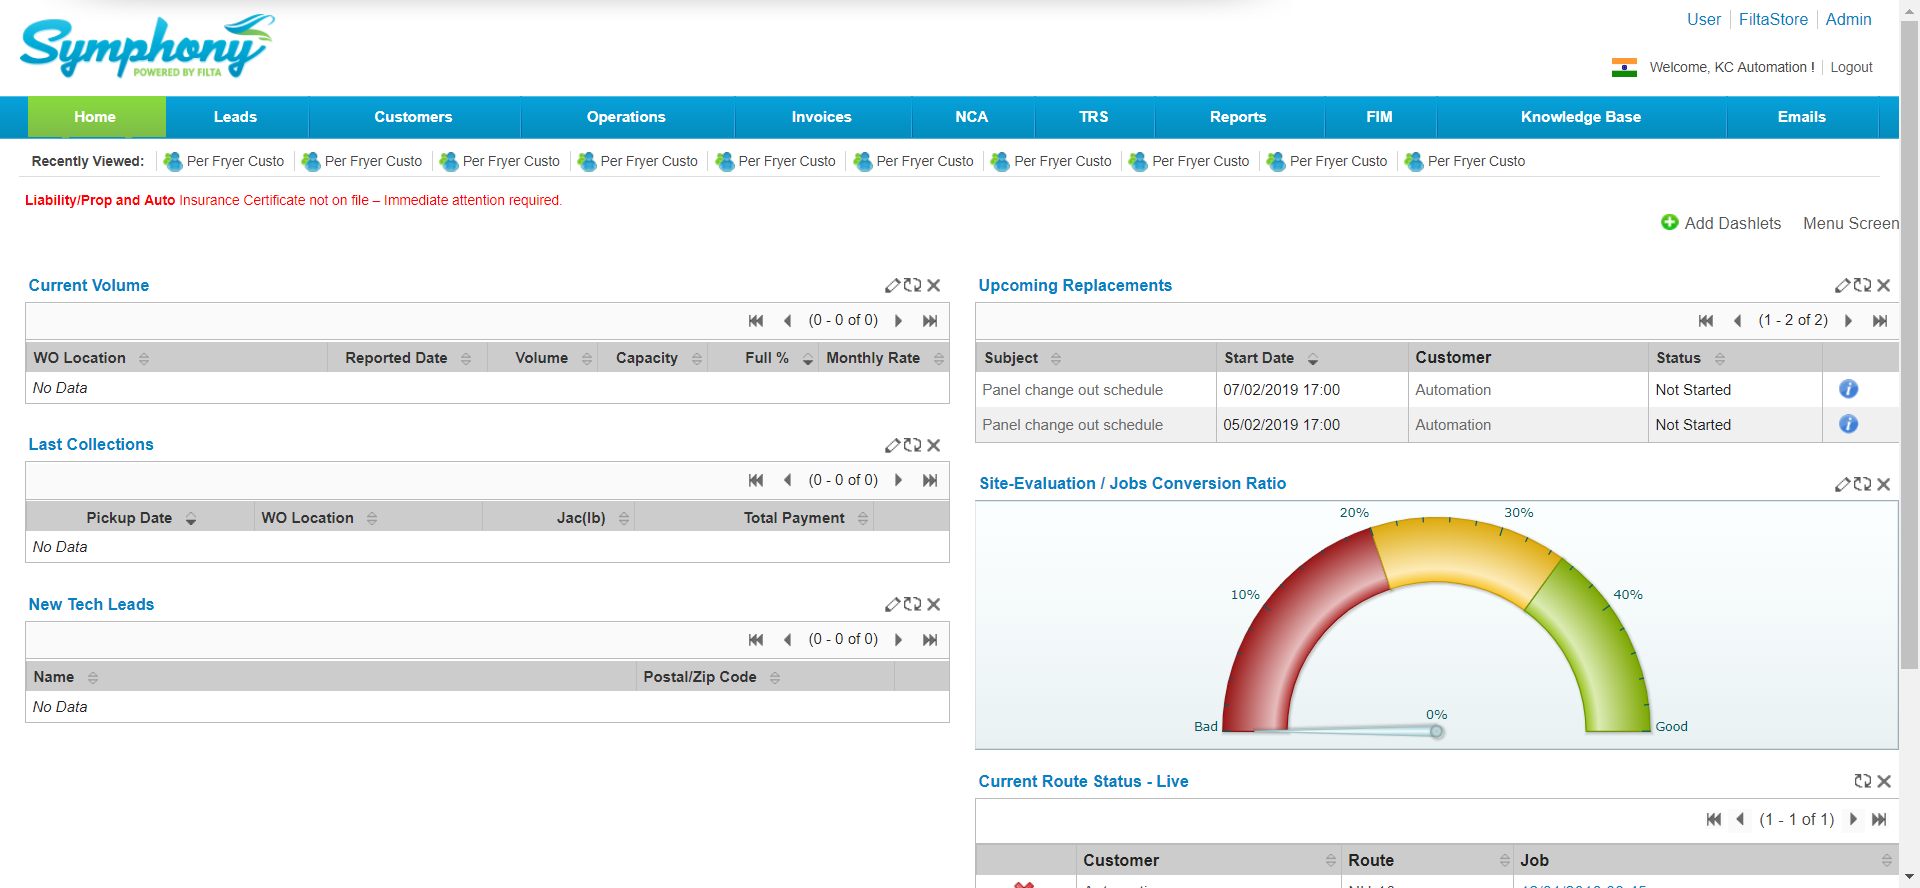 Symphony
POWERED BY FILTA
User FiltaStore Admin
Welcome, KC Automation ! Logout
Home Leads Customers Operations Invoices NCA TRS Reports FIM Knowledge Base Emails
Recently Viewed: Per Fryer Custo Per Fryer Custo Per Fryer Custo Per Fryer Custo Per Fryer Custo Per Fryer Custo Per Fryer Custo Per Fryer Custo Per Fryer Custo Per Fryer Custo
Liability/Prop and Auto Insurance Certificate not on file – Immediate attention required.
Add Dashlets Menu Screen
Current Volume
(0 - 0 of 0)
WO Location Reported Date Volume Capacity Full % Monthly Rate
No Data
Last Collections
(0 - 0 of 0)
Pickup Date WO Location Jac(lb) Total Payment
No Data
New Tech Leads
(0 - 0 of 0)
Name Postal/Zip Code
No Data
Upcoming Replacements
(1 - 2 of 2)
Subject Start Date Customer Status
Panel change out schedule 07/02/2019 17:00 Automation Not Started
Panel change out schedule 05/02/2019 17:00 Automation Not Started
Site-Evaluation / Jobs Conversion Ratio
20% 30%
10% 40%
0%
Bad Good
Current Route Status - Live
(1 - 1 of 1)
Customer Route Job